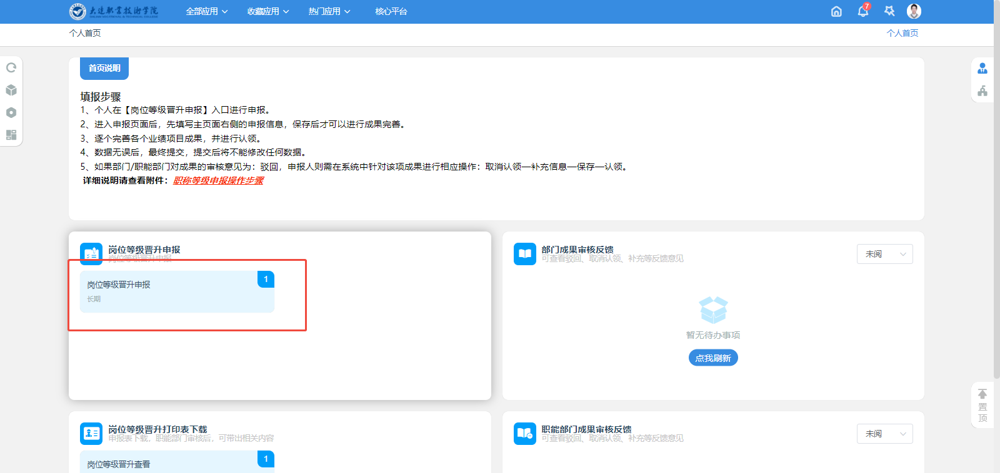 大连职业技术学院
全部应用
收藏应用
热门应用
核心平台
7
个人首页
个人首页
首页说明
填报步骤
1、个人在【岗位等级晋升申报】入口进行申报。
2、进入申报页面后，先填写主页面右侧的申报信息，保存后才可以进行成果完善。
3、逐个完善各个业绩项目成果，并进行认领。
4、数据无误后，最终提交，提交后将不能修改任何数据。
5、如果部门/职能部门对成果的审核意见为：驳回，申报人则需在系统中针对该项成果进行相应操作：取消认领—补充信息—保存—认领。
详细说明请查看附件：职称等级申报操作步骤
岗位等级晋升申报
岗位等级晋升申报
岗位等级晋升申报
1
长期
部门成果审核反馈
可查看驳回、取消认领、补充等反馈意见
未阅
暂无待办事项
点我刷新
岗位等级晋升打印表下载
申报表下载，职能部门审核后，可带出相关内容
岗位等级晋升查看
1
职能部门成果审核反馈
可查看驳回、取消认领、补充等反馈意见
未阅
置
顶